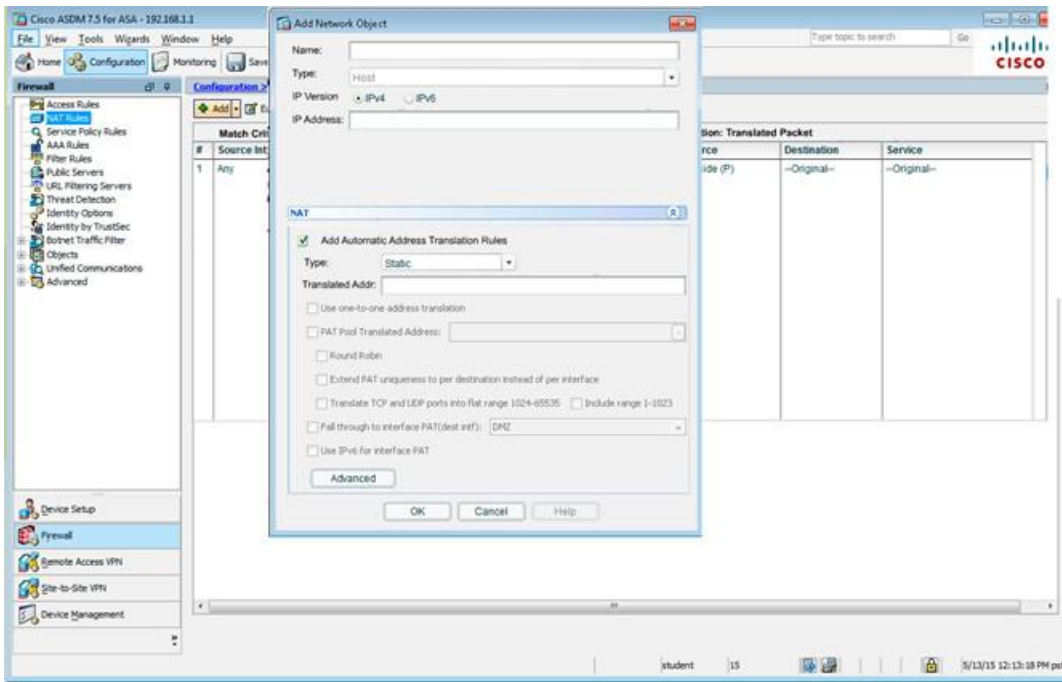 Cisco ASDM 7.5 for ASA - 192.168.1.1
File View Tools Wizards Window Help
Type topic to search Go
CISCO
Home Configuration Monitoring Save
Firewall
Access Rules
NAT Rules
Service Policy Rules
AAA Rules
Filter Rules
Public Servers
URL Filtering Servers
Threat Detection
Identity Options
Identity by TrustSec
Botnet Traffic Filter
Objects
Unified Communications
Advanced
Device Setup
Firewall
Remote Access VPN
Site-to-Site VPN
Device Management
Configuration >
Add
Match Cri
# Source Int
1 Any
Add Network Object
Name:
Type: Host
IP Version IPv4 IPv6
IP Address:
NAT
Add Automatic Address Translation Rules
Type: Static
Translated Addr:
Use one-to-one address translation
PAT Pool Translated Address:
Round Robin
Extend PAT uniqueness to per destination instead of per interface
Translate TCP and UDP ports into flat range 1024-65535 Include range 1-1023
Fall through to interface PAT(dest intf): DMZ
Use IPv6 for interface PAT
Advanced
OK Cancel Help
tion: Translated Packet
rce Destination Service
ide (P) --Original-- --Original--
student 15 5/13/15 12:13:18 PM pst